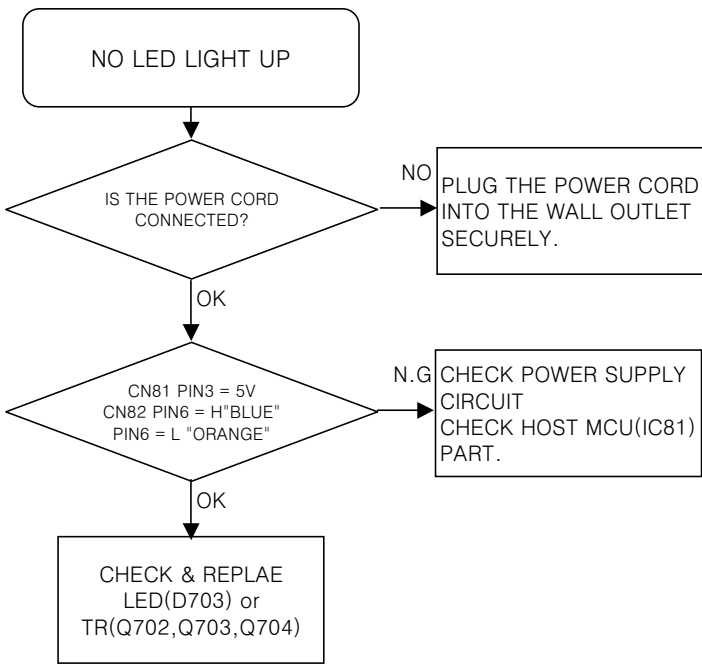 NO LED LIGHT UP
IS THE POWER CORD
CONNECTED?
NO
PLUG THE POWER CORD
INTO THE WALL OUTLET
SECURELY.
OK
CN81 PIN3 = 5V
CN82 PIN6 = H"BLUE"
PIN6 = L "ORANGE"
N.G
CHECK POWER SUPPLY
CIRCUIT
CHECK HOST MCU(IC81)
PART.
OK
CHECK & REPLAE
LED(D703) or
TR(Q702,Q703,Q704)